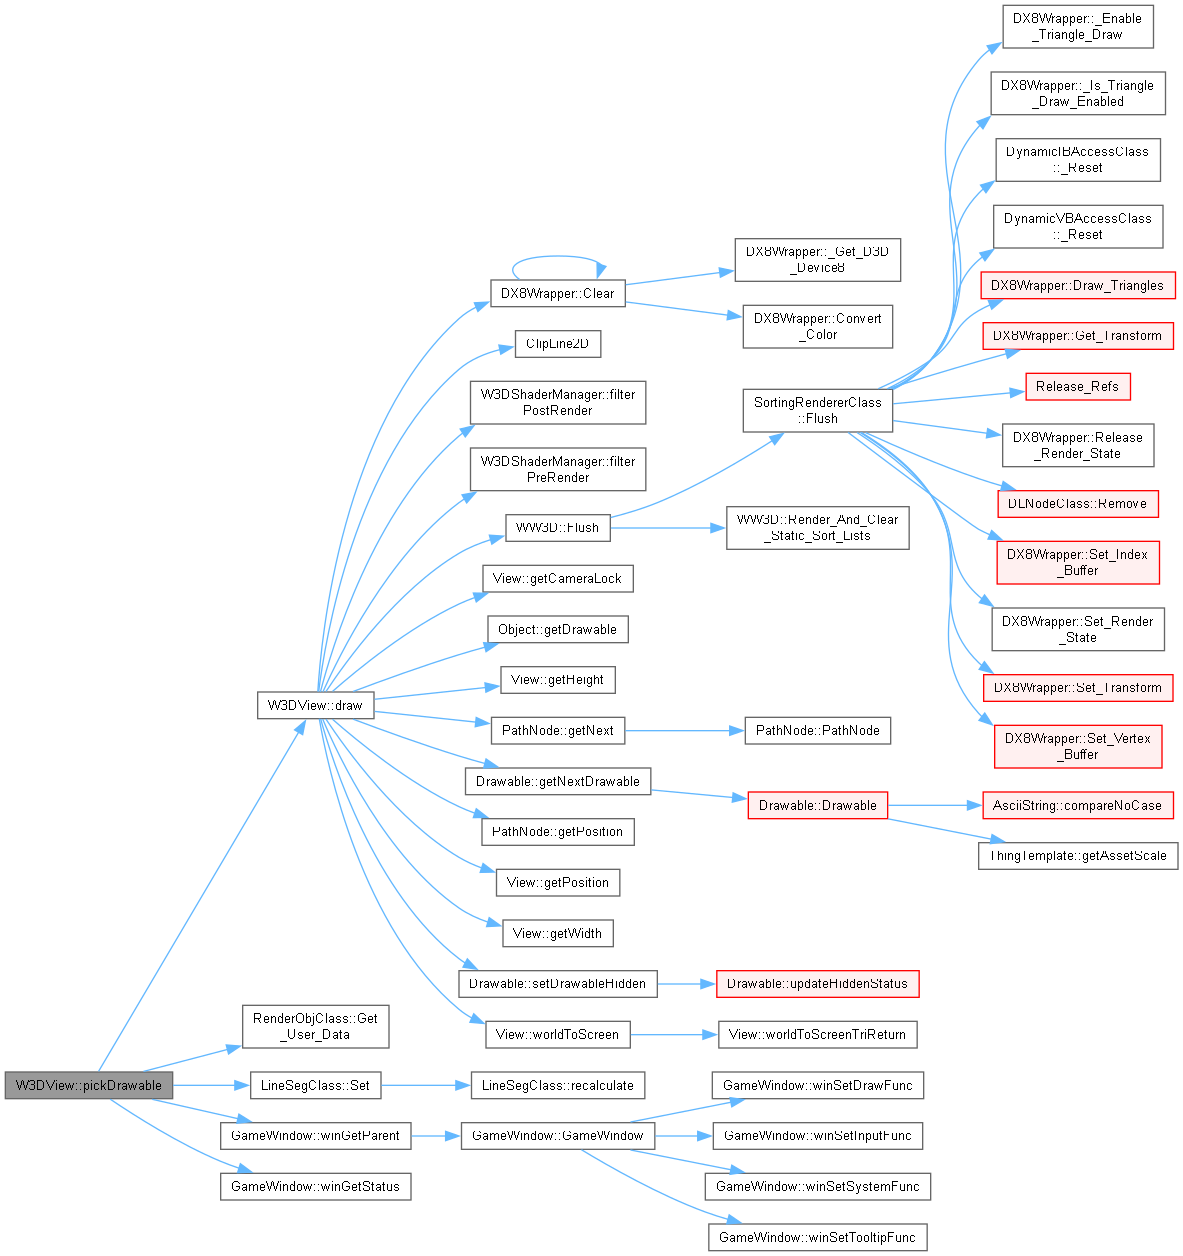 DX8Wrapper::_Enable
_Triangle_Draw
DX8Wrapper::_Is_Triangle
_Draw_Enabled
DynamicIBAccessClass
::_Reset
DynamicVBAccessClass
::_Reset
DX8Wrapper::_Get_D3D
_Device8
DX8Wrapper::Draw_Triangles
DX8Wrapper::Clear
DX8Wrapper::Convert
_Color
DX8Wrapper::Get_Transform
ClipLine2D
Release_Refs
W3DShaderManager::filter
PostRender
SortingRendererClass
::Flush
DX8Wrapper::Release
_Render_State
W3DShaderManager::filter
PreRender
DLNodeClass::Remove
WW3D::Flush
WW3D::Render_And_Clear
_Static_Sort_Lists
DX8Wrapper::Set_Index
_Buffer
View::getCameraLock
Object::getDrawable
DX8Wrapper::Set_Render
_State
View::getHeight
DX8Wrapper::Set_Transform
W3DView::draw
PathNode::getNext
PathNode::PathNode
DX8Wrapper::Set_Vertex
_Buffer
Drawable::getNextDrawable
Drawable::Drawable
AsciiString::compareNoCase
PathNode::getPosition
ThingTemplate::getAssetScale
View::getPosition
View::getWidth
Drawable::setDrawableHidden
Drawable::updateHiddenStatus
RenderObjClass::Get
_User_Data
View::worldToScreen
View::worldToScreenTriReturn
W3DView::pickDrawable
LineSegClass::Set
LineSegClass::recalculate
GameWindow::winSetDrawFunc
GameWindow::winGetParent
GameWindow::GameWindow
GameWindow::winSetInputFunc
GameWindow::winGetStatus
GameWindow::winSetSystemFunc
GameWindow::winSetTooltipFunc